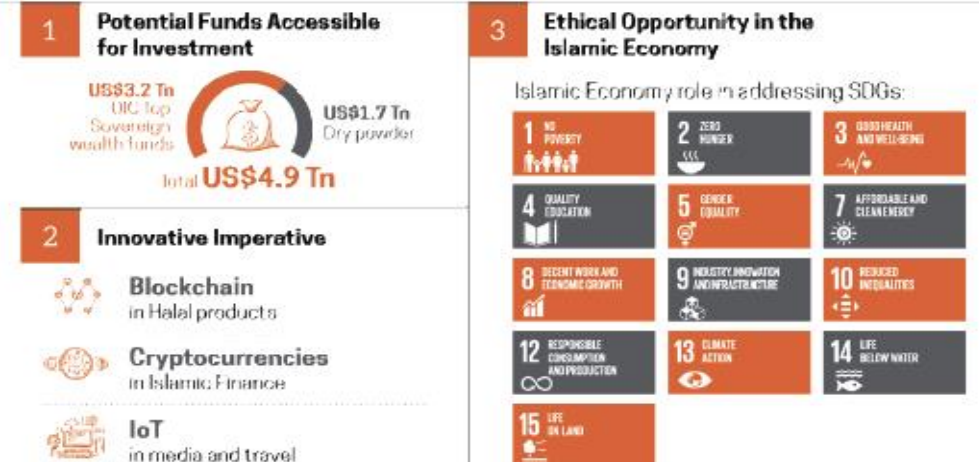 1
Potential Funds Accessible
for Investment
US$3.2 Tn
OIC Top
Sovereign
wealth funds
US$1.7 Tn
Dry powder
Total US$4.9 Tn
2
Innovative Imperative
Blockchain
in Halal products
Cryptocurrencies
in Islamic Finance
IoT
in media and travel
3
Ethical Opportunity in the
Islamic Economy
Islamic Economy role in addressing SDGs:
1 NO
POVERTY
2 ZERO
HUNGER
3 GOOD HEALTH
AND WELL-BEING
4 QUALITY
EDUCATION
5 GENDER
EQUALITY
7 AFFORDABLE AND
CLEAN ENERGY
8 DECENT WORK AND
ECONOMIC GROWTH
9 INDUSTRY, INNOVATION
AND INFRASTRUCTURE
10 REDUCED
INEQUALITIES
12 RESPONSIBLE
CONSUMPTION
AND PRODUCTION
13 CLIMATE
ACTION
14 LIFE
BELOW WATER
15 LIFE
ON LAND